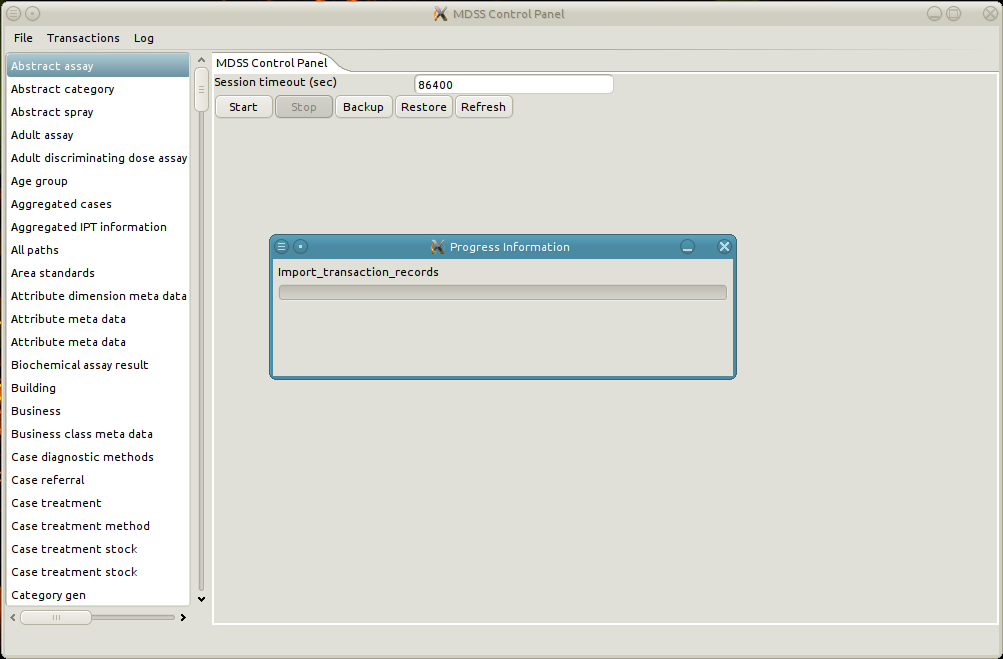 MDSS Control Panel
File Transactions Log
Abstract assay
Abstract category
Abstract spray
Adult assay
Adult discriminating dose assay
Age group
Aggregated cases
Aggregated IPT information
All paths
Area standards
Attribute dimension meta data
Attribute meta data
Attribute meta data
Biochemical assay result
Building
Business
Business class meta data
Case diagnostic methods
Case referral
Case treatment
Case treatment method
Case treatment stock
Case treatment stock
Category gen
MDSS Control Panel
Session timeout (sec) 86400
Start Stop Backup Restore Refresh
Progress Information
Import_transaction_records